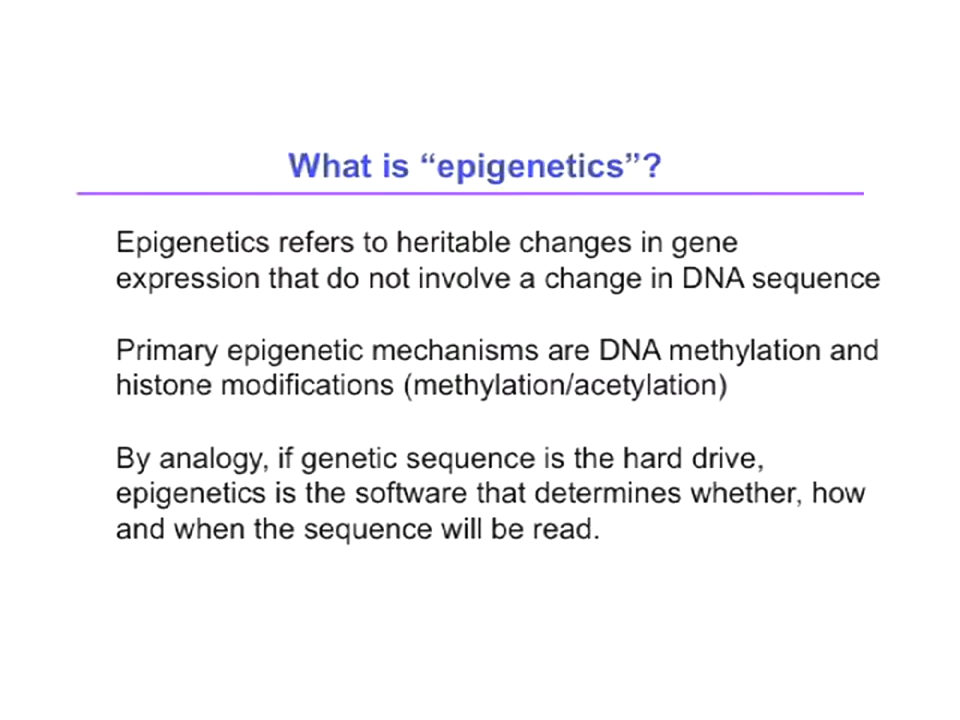 What is “epigenetics”?
Epigenetics refers to heritable changes in gene
expression that do not involve a change in DNA sequence
Primary epigenetic mechanisms are DNA methylation and
histone modifications (methylation/acetylation)
By analogy, if genetic sequence is the hard drive,
epigenetics is the software that determines whether, how
and when the sequence will be read.